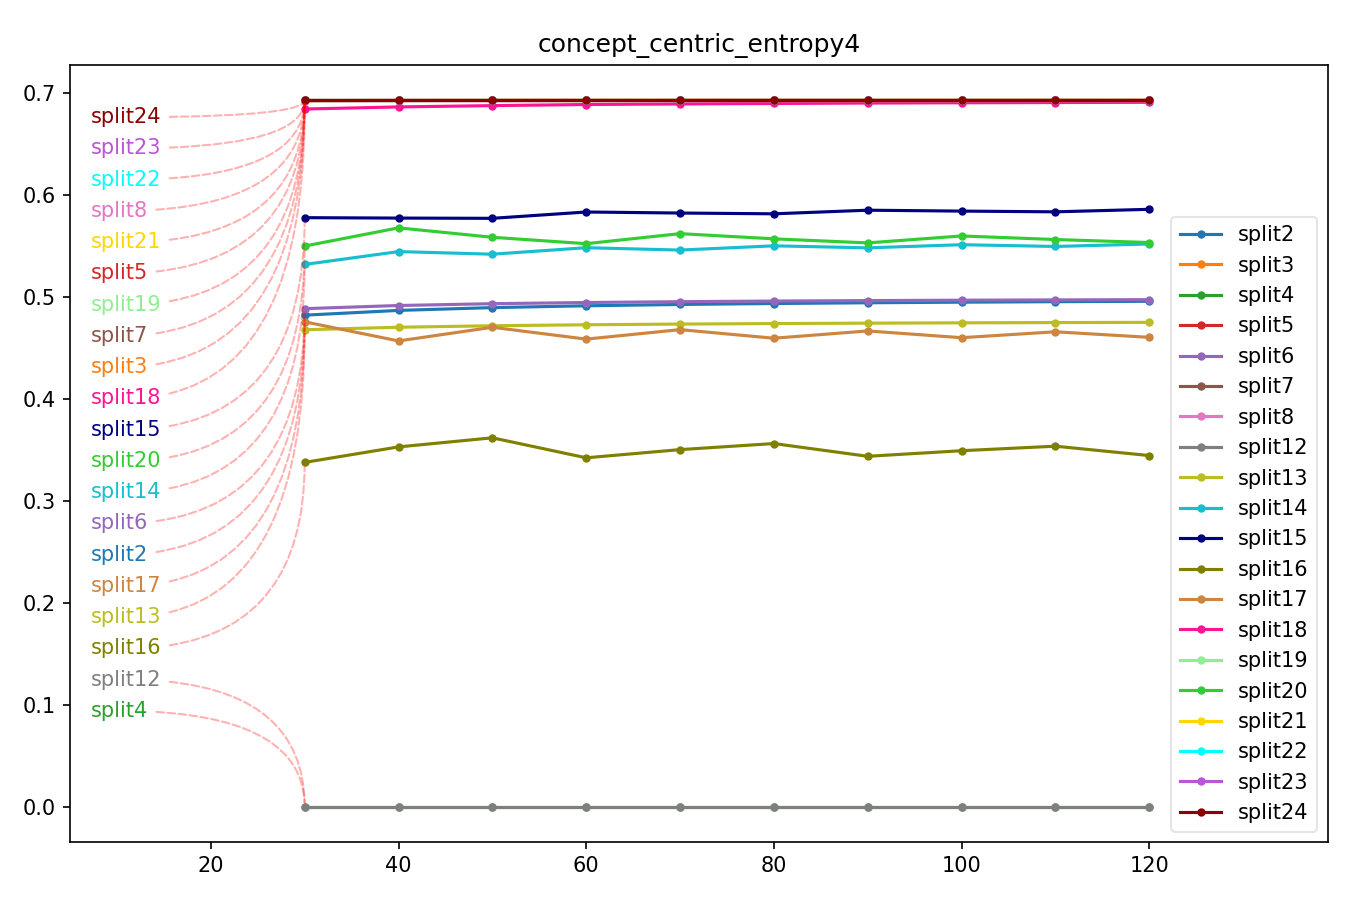 concept_centric_entropy4
0.7
0.6
0.5
0.4
0.3
0.2
0.1
0.0
split24
split23
split22
split8
split21
split5
split19
split7
split3
split18
split15
split20
split14
split6
split2
split17
split13
split16
split12
split4
split2
split3
split4
split5
split6
split7
split8
split12
split13
split14
split15
split16
split17
split18
split19
split20
split21
split22
split23
split24
20 40 60 80 100 120